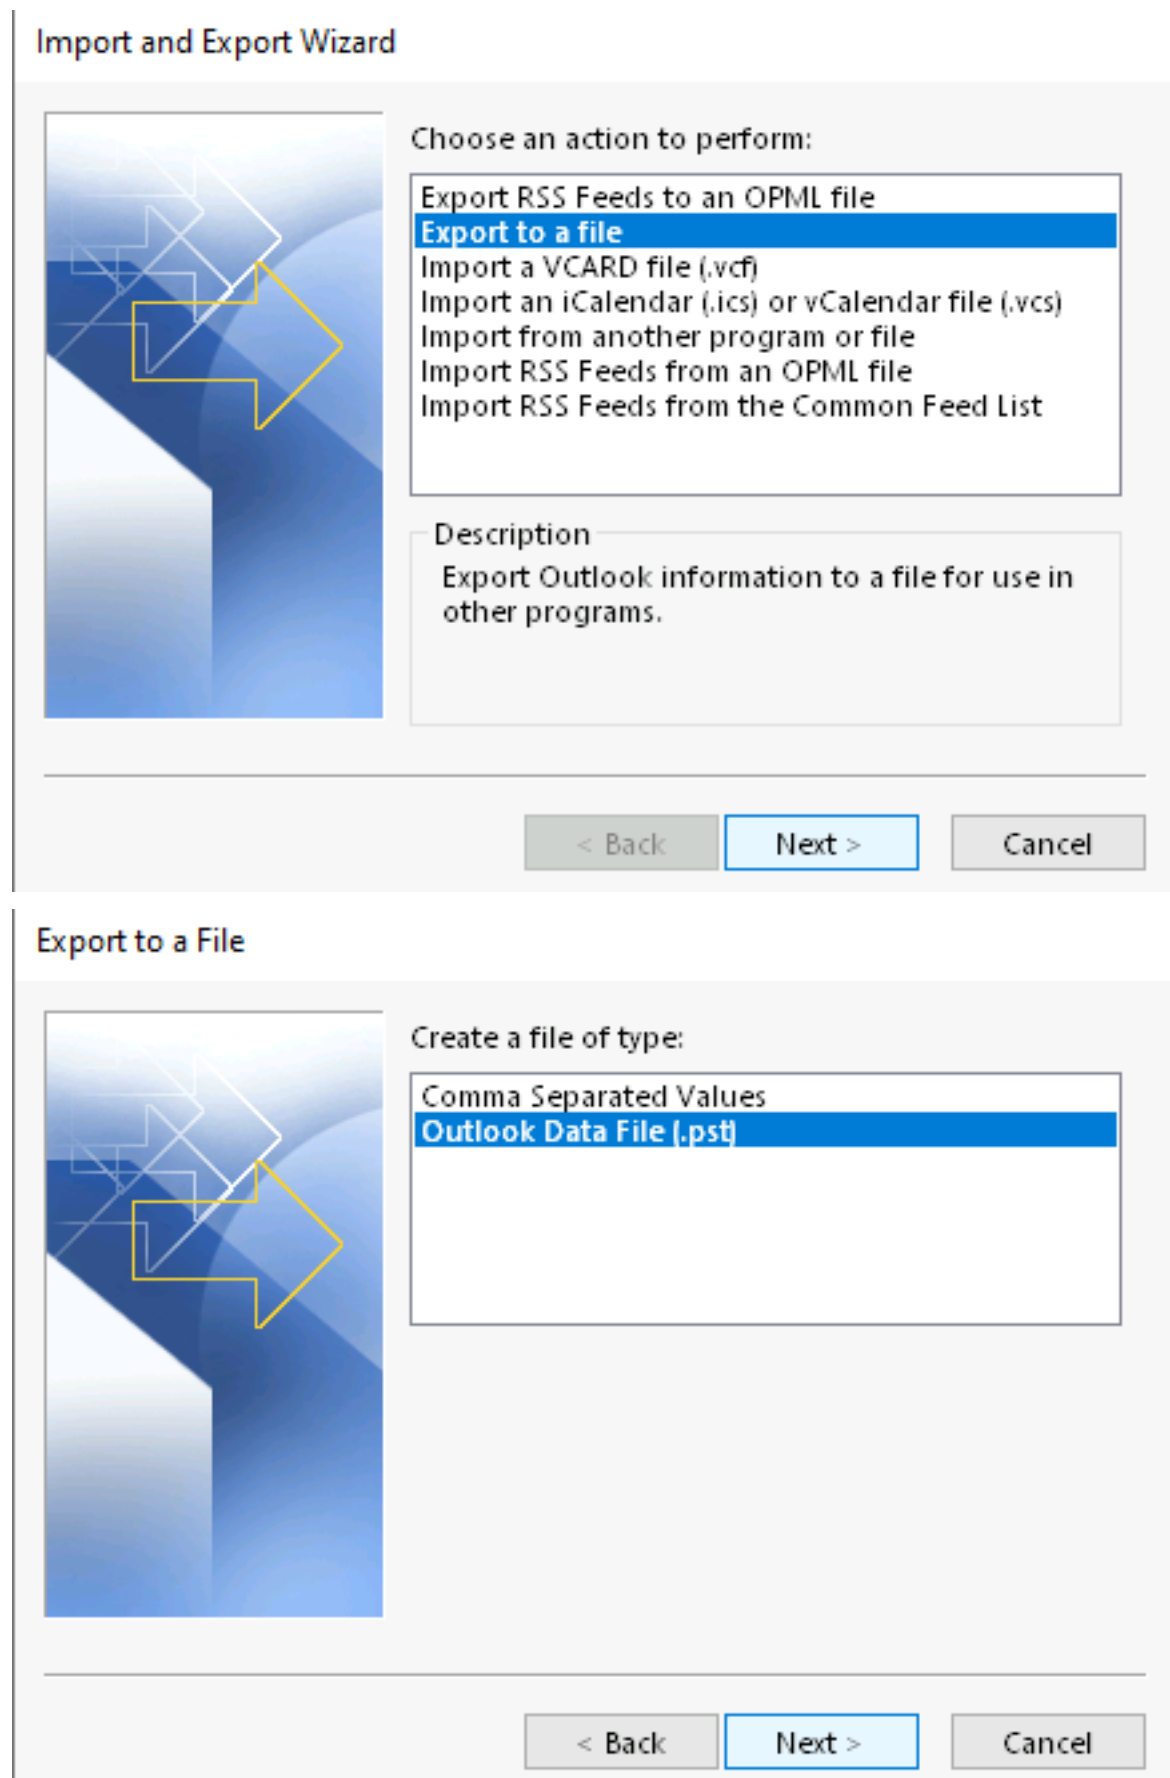 Import and Export Wizard
Choose an action to perform:
Export RSS Feeds to an OPML file
Export to a file
Import a VCARD file (.vcf)
Import an iCalendar (.ics) or vCalendar file (.vcs)
Import from another program or file
Import RSS Feeds from an OPML file
Import RSS Feeds from the Common Feed List
Description
Export Outlook information to a file for use in
other programs.
< Back
Next >
Cancel
Export to a File
Create a file of type:
Comma Separated Values
Outlook Data File (.pst)
< Back
Next >
Cancel